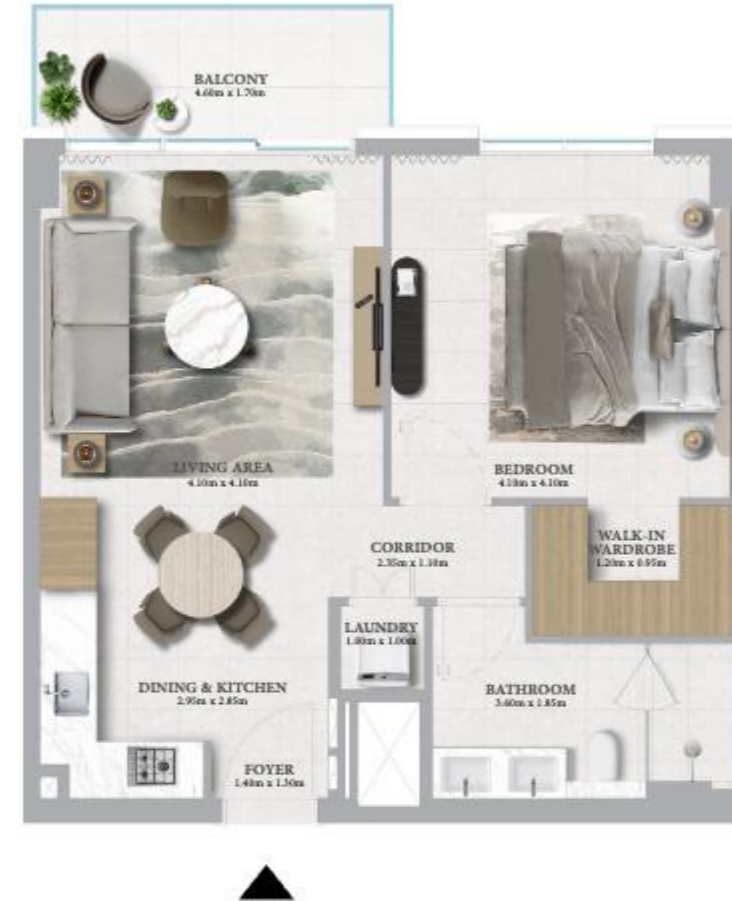 BALCONY
4.60m x 1.70m
LIVING AREA
4.10m x 4.10m
BEDROOM
4.10m x 4.10m
CORRIDOR
2.35m x 1.10m
WALK-IN
WARDROBE
1.20m x 0.95m
LAUNDRY
1.00m x 1.00m
DINING & KITCHEN
2.95m x 2.85m
BATHROOM
3.60m x 1.85m
FOYER
1.40m x 1.30m